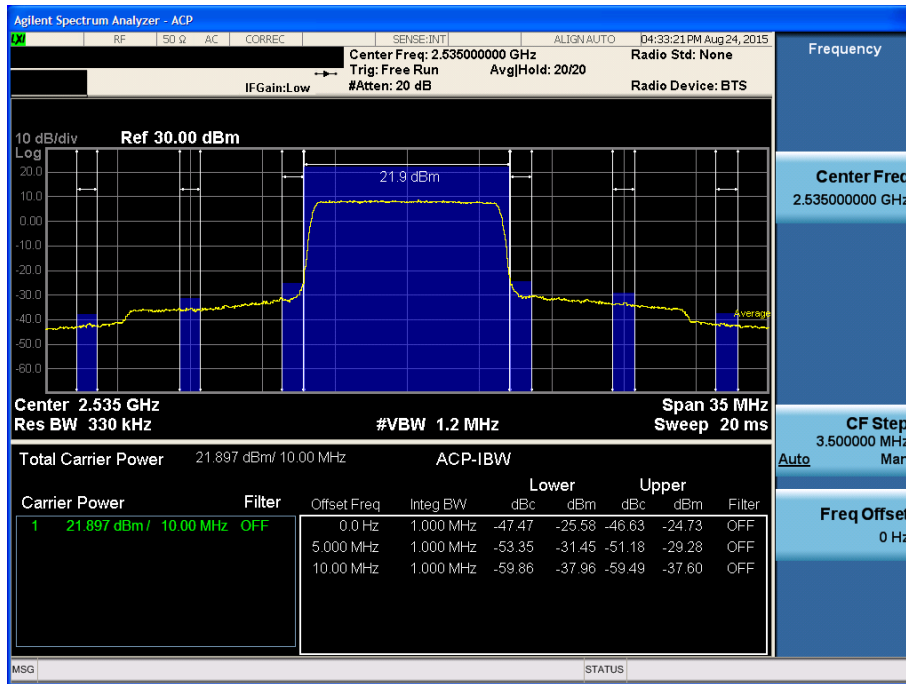 Agilent Spectrum Analyzer - ACP
LXI RF 50 Ω AC CORREC SENSE:INT ALIGN AUTO 04:33:21 PM Aug 24, 2015
Center Freq: 2.535000000 GHz Radio Std: None
Trig: Free Run Avg|Hold: 20/20
IFGain:Low #Atten: 20 dB Radio Device: BTS
10 dB/div Ref 30.00 dBm
Log
20.0
10.0
0.00
-10.0
-20.0
-30.0
-40.0
-50.0
-60.0
21.9 dBm
Average
Center 2.535 GHz Span 35 MHz
Res BW 330 kHz #VBW 1.2 MHz Sweep 20 ms
Total Carrier Power 21.897 dBm/ 10.00 MHz ACP-IBW
Lower Upper
Carrier Power Filter Offset Freq Integ BW dBc dBm dBc dBm Filter
1 21.897 dBm / 10.00 MHz OFF 0.0 Hz 1.000 MHz -47.47 -25.58 -46.63 -24.73 OFF
5.000 MHz 1.000 MHz -53.35 -31.45 -51.18 -29.28 OFF
10.00 MHz 1.000 MHz -59.86 -37.96 -59.49 -37.60 OFF
MSG STATUS
Frequency
Center Freq
2.535000000 GHz
CF Step
3.500000 MHz
Auto Man
Freq Offset
0 Hz